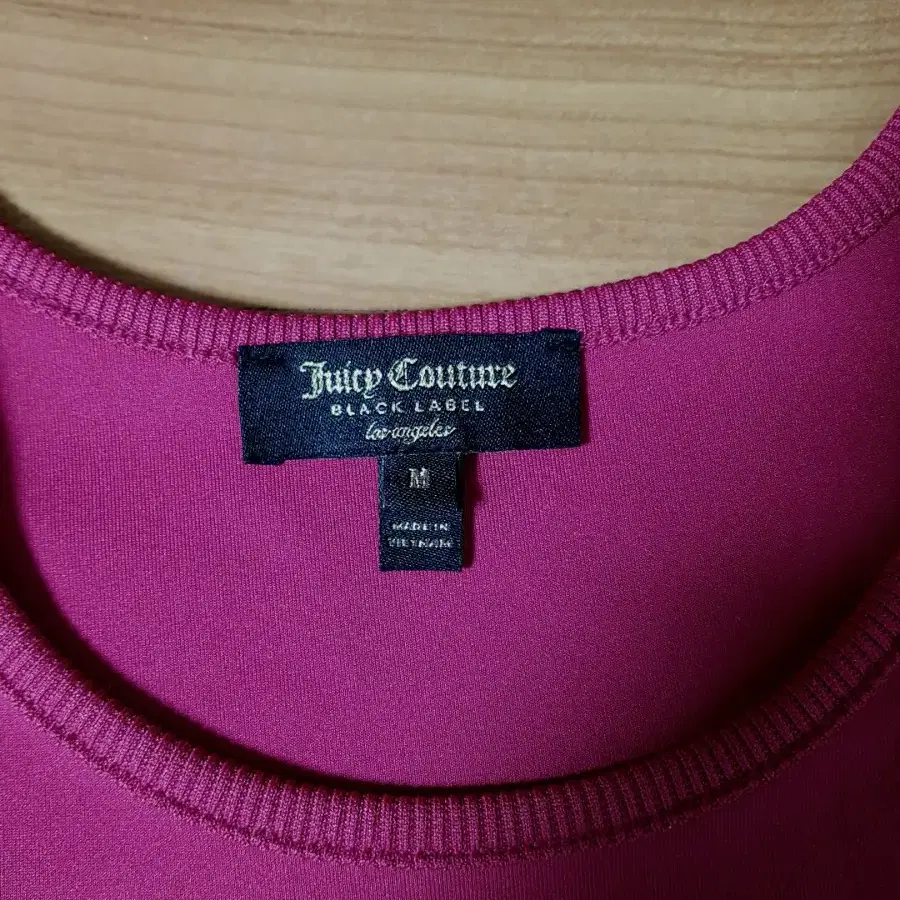 Juicy Couture
BLACK LABEL
los angeles
M
MADE IN
VIETNAM